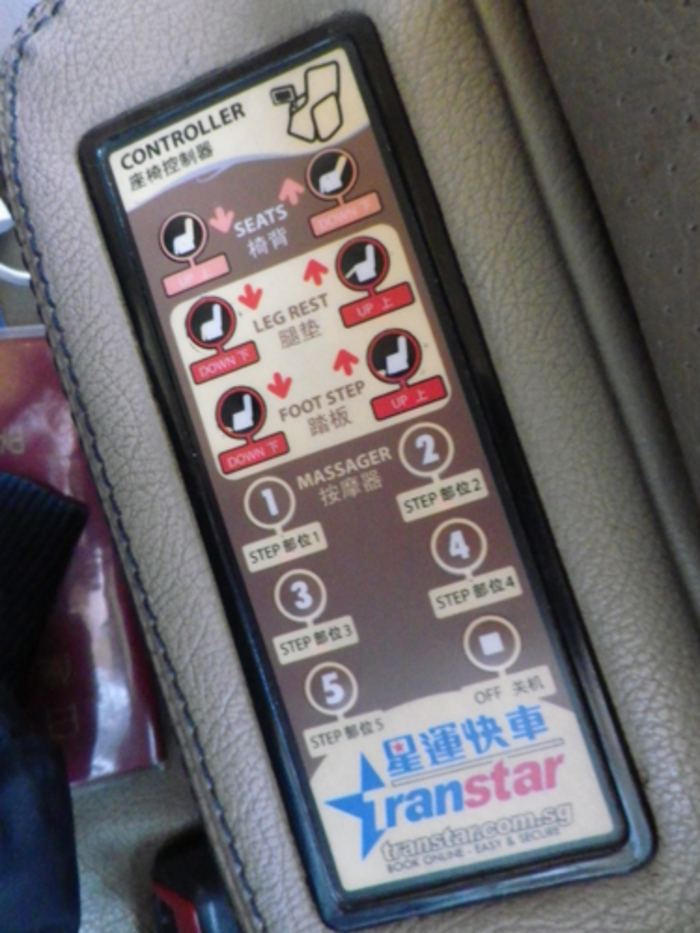 CONTROLLER
座椅控制器
SEATS
椅背
UP 上
DOWN 下
LEG REST
腿垫
DOWN 下
UP 上
FOOT STEP
踏板
DOWN 下
UP 上
MASSAGER
按摩器
1
STEP 部位1
2
STEP 部位2
3
STEP 部位3
4
STEP 部位4
5
STEP 部位5
OFF 关机
星運快車
transtar
transtar.com.sg
BOOK ONLINE - EASY & SECURE